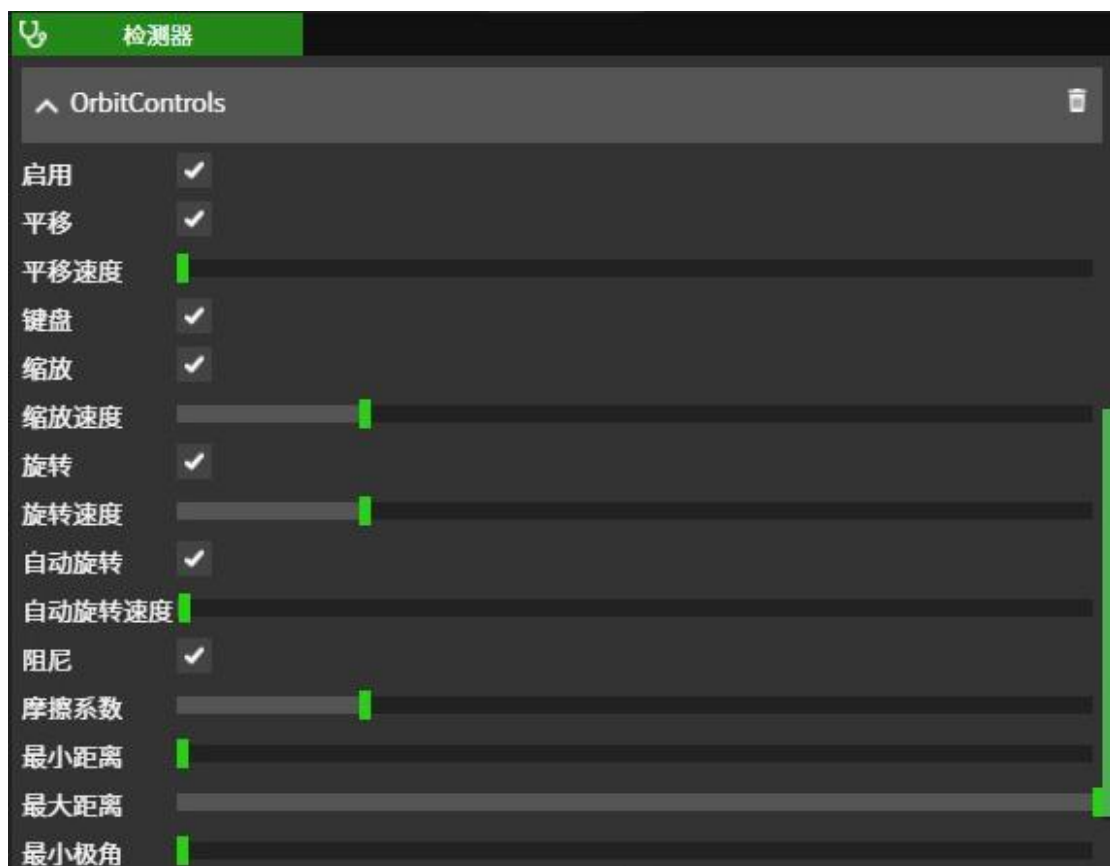 检测器
OrbitControls
启用
平移
平移速度
键盘
缩放
缩放速度
旋转
旋转速度
自动旋转
自动旋转速度
阻尼
摩擦系数
最小距离
最大距离
最小极角